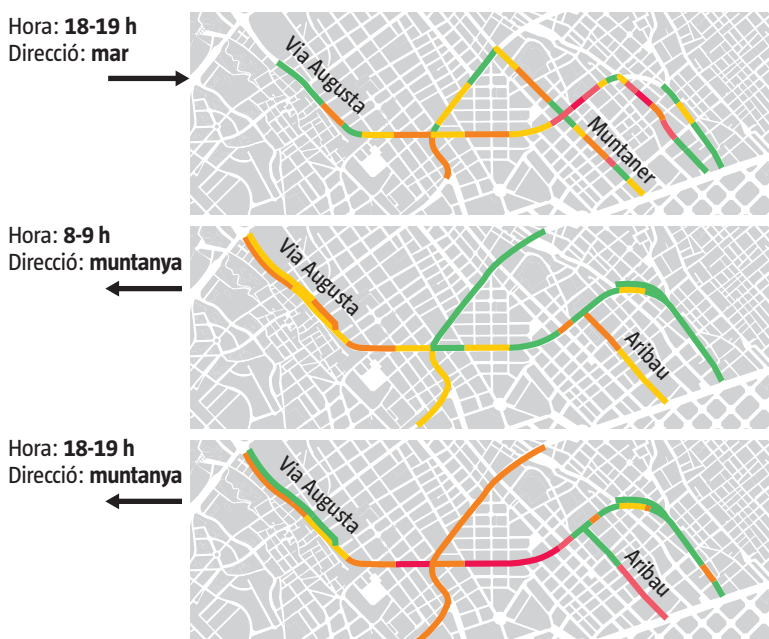 Hora: 18-19 h
Direcció: mar
Via Augusta
Muntaner
Hora: 8-9 h
Direcció: muntanya
Via Augusta
Aribau
Hora: 18-19 h
Direcció: muntanya
Via Augusta
Aribau